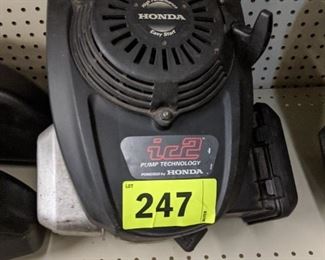 HONDA
Easy Start
ic2
PUMP TECHNOLOGY
POWERED by HONDA
LOT
247